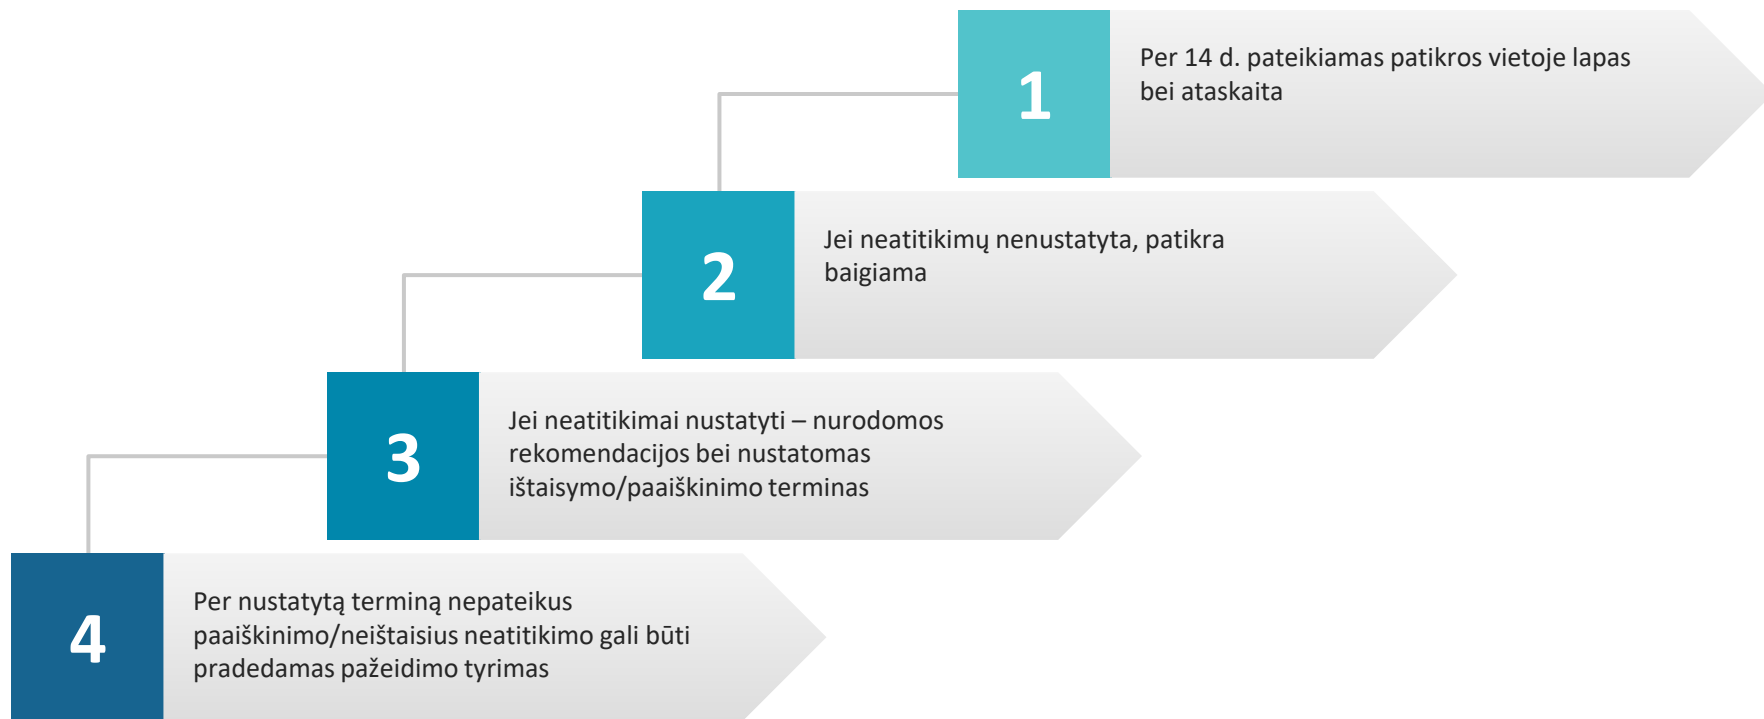 1
Per 14 d. pateikiamas patikros vietoje lapas
bei ataskaita
2
Jei neatitikimų nenustatyta, patikra
baigiama
3
Jei neatitikimai nustatyti – nurodomos
rekomendacijos bei nustatomas
ištaisymo/paaiškinimo terminas
4
Per nustatytą terminą nepateikus
paaiškinimo/neištaisius neatitikimo gali būti
pradedamas pažeidimo tyrimas